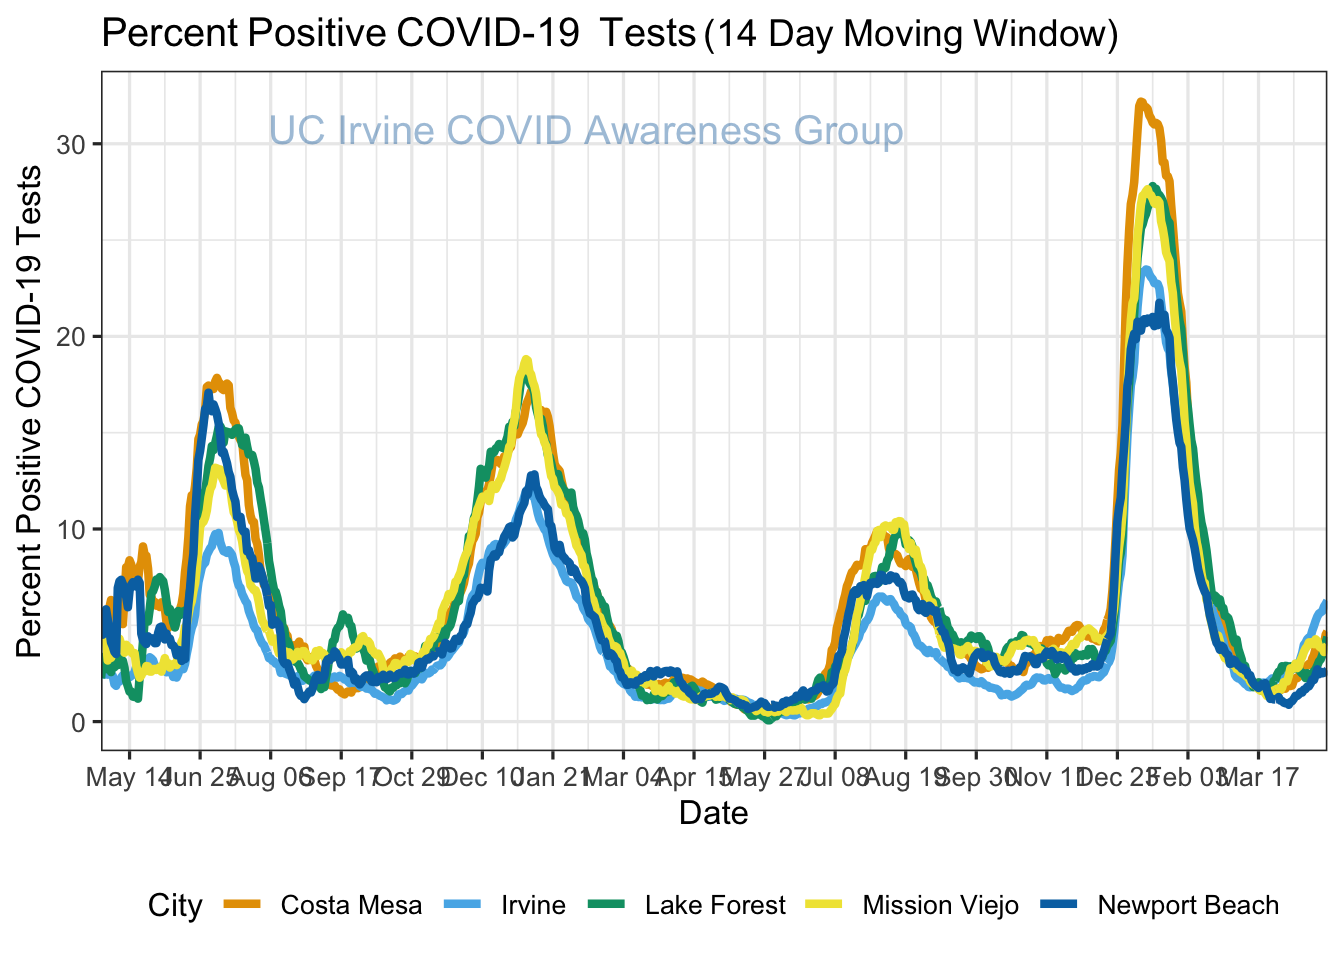 Percent Positive COVID-19 Tests (14 Day Moving Window)
UC Irvine COVID Awareness Group
Percent Positive COVID-19 Tests
30
20
10
0
May 14 Jun 25 Aug 06 Sep 17 Oct 29 Dec 10 Jan 21 Mar 04 Apr 15 May 27 Jul 08 Aug 19 Sep 30 Nov 11 Dec 23 Feb 03 Mar 17
Date
City Costa Mesa Irvine Lake Forest Mission Viejo Newport Beach